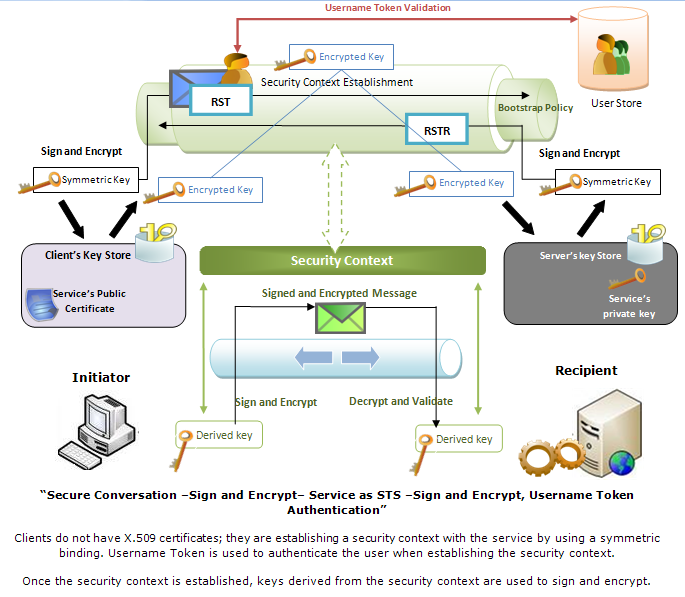 Username Token Validation
Encrypted Key
Security Context Establishment
RST
Bootstrap Policy
User Store
RSTR
Sign and Encrypt
Sign and Encrypt
Symmetric Key
Encrypted Key
Encrypted Key
Symmetric Key
Client's Key Store
Service's Public
Certificate
Server's key Store
Service's
private key
Security Context
Signed and Encrypted Message
Initiator
Recipient
Sign and Encrypt
Decrypt and Validate
Derived key
Derived key
“Secure Conversation –Sign and Encrypt– Service as STS –Sign and Encrypt, Username Token
Authentication”
Clients do not have X.509 certificates; they are establishing a security context with the service by using a symmetric
binding. Username Token is used to authenticate the user when establishing the security context.
Once the security context is established, keys derived from the security context are used to sign and encrypt.